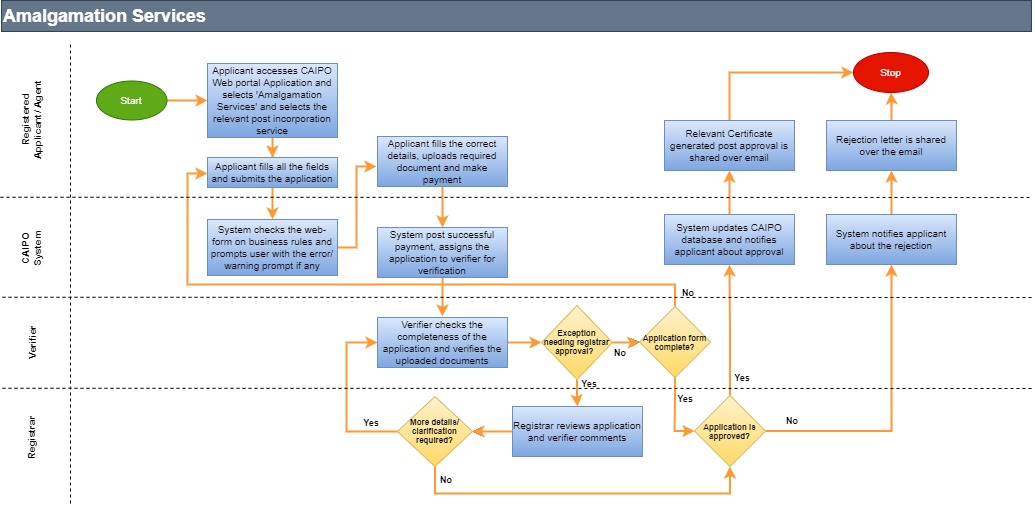 Amalgamation Services
Registered
Applicant/Agent
Start
Applicant accesses CAIPO
Web portal Application and
selects 'Amalgamation
Services' and selects the
relevant post incorporation
service
Applicant fills all the fields
and submits the application
Applicant fills the correct
details, uploads required
document and make
payment
Relevant Certificate
generated post approval is
shared over email
Stop
Rejection letter is shared
over the email
CAIPO
System
System checks the web-
form on business rules and
prompts user with the error/
warning prompt if any
System post successful
payment, assigns the
application to verifier for
verification
System updates CAIPO
database and notifies
applicant about approval
System notifies applicant
about the rejection
No
Verifier
Verifier checks the
completeness of the
application and verifies the
uploaded documents
Exception
needing registrar
approval?
No
Application form
complete?
Yes
Yes
Yes
Registrar
Yes
More details/
clarification
required?
No
Registrar reviews application
and verifier comments
Application is
approved?
No